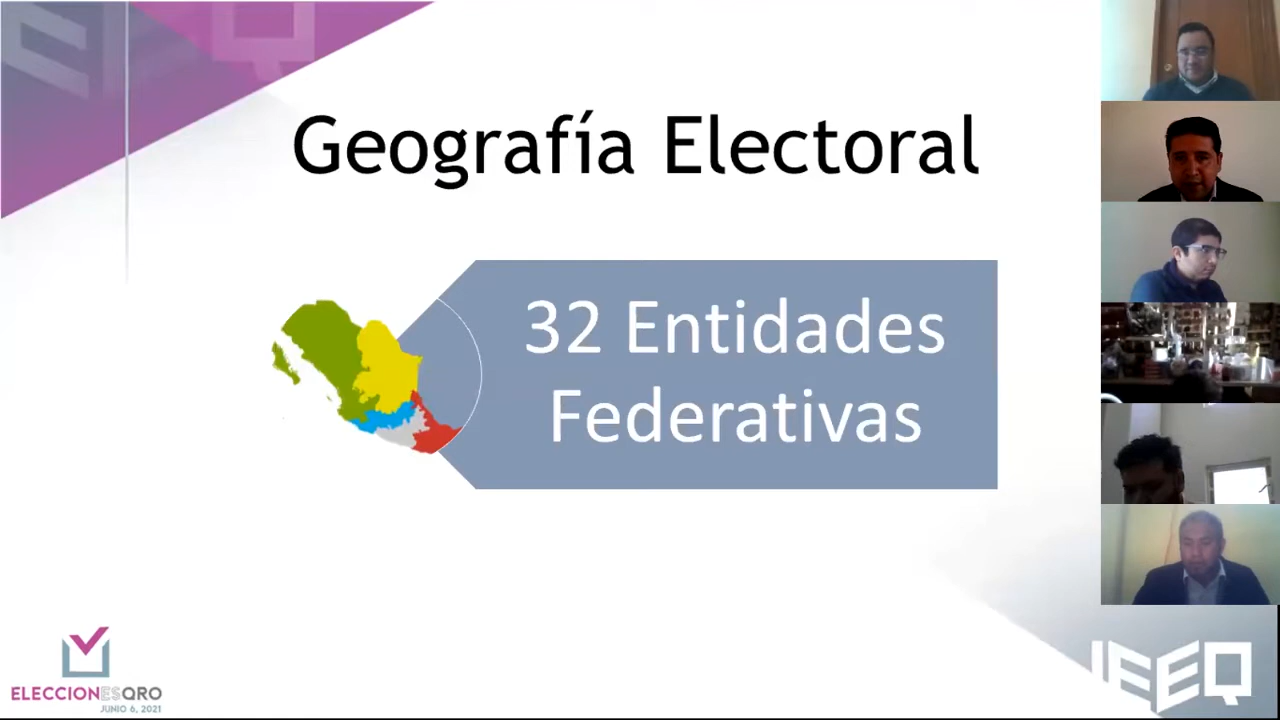 Geografía Electoral
32 Entidades
Federativas
ELECCIONESQRO
JUNIO 6, 2021
IEEQ